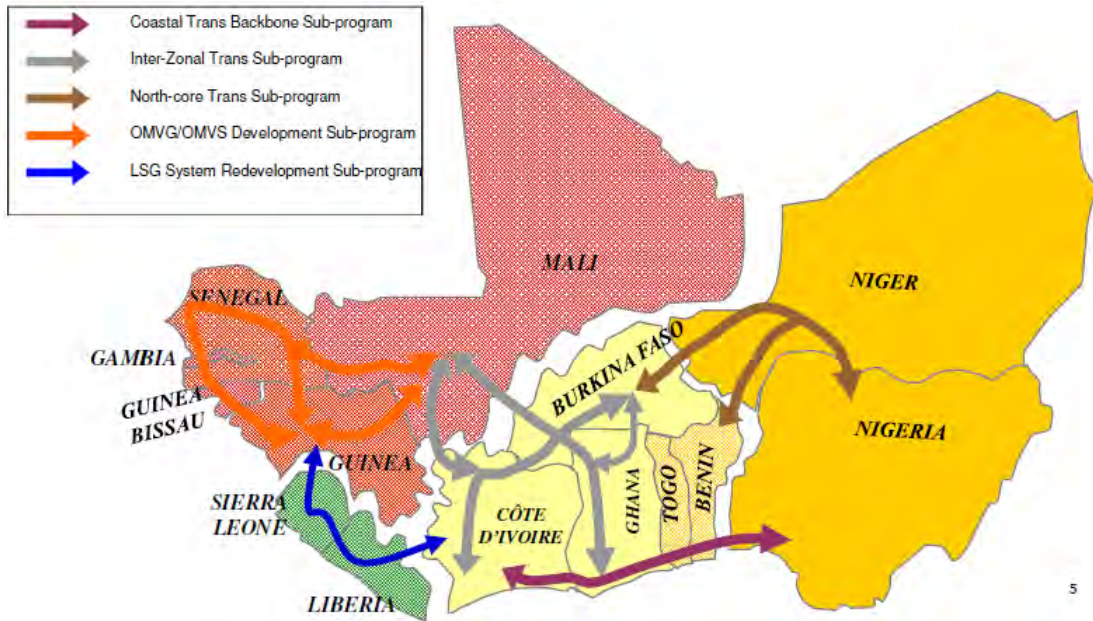 Coastal Trans Backbone Sub-program
Inter-Zonal Trans Sub-program
North-core Trans Sub-program
OMVG/OMVS Development Sub-program
LSG System Redevelopment Sub-program
MALI
NIGER
SENEGAL
GAMBIA
BURKINA FASO
GUINEA
BISSAU
NIGERIA
GUINEA
SIERRA
LEONE
CÔTE
D'IVOIRE
GHANA
TOGO
BENIN
LIBERIA
5